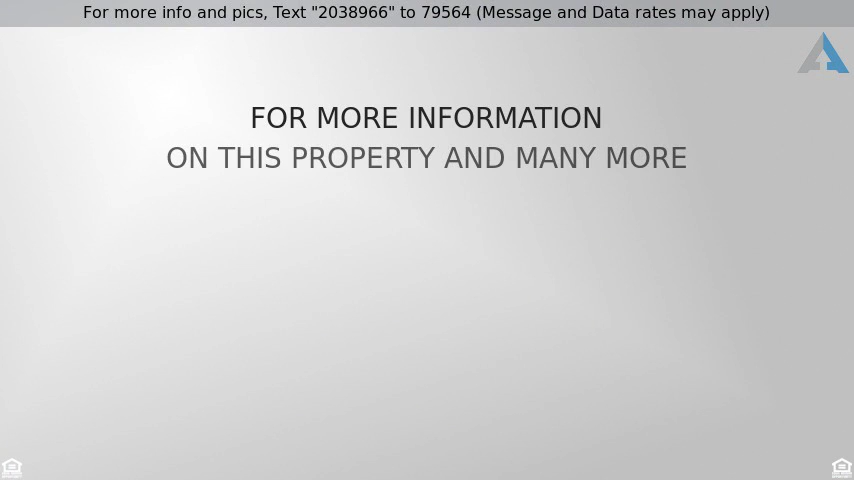 For more info and pics, Text "2038966" to 79564 (Message and Data rates may apply)
FOR MORE INFORMATION
ON THIS PROPERTY AND MANY MORE